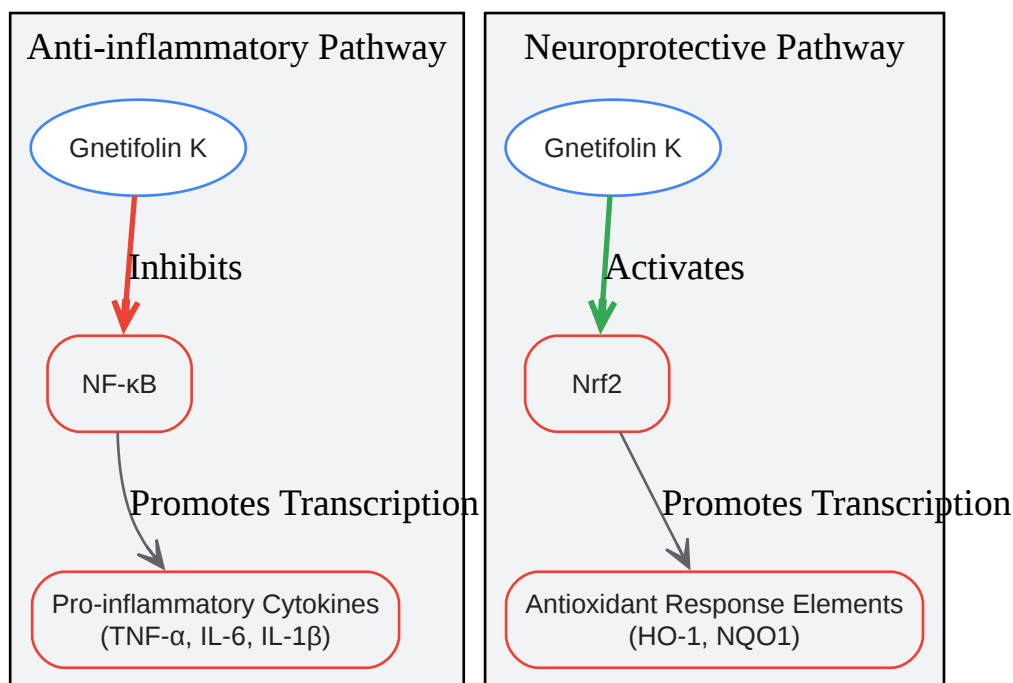 Anti-inflammatory Pathway
Gnetifolin K
Inhibits
NF-κB
Promotes Transcription
Pro-inflammatory Cytokines
(TNF-α, IL-6, IL-1β)
Neuroprotective Pathway
Gnetifolin K
Activates
Nrf2
Promotes Transcription
Antioxidant Response Elements
(HO-1, NQO1)